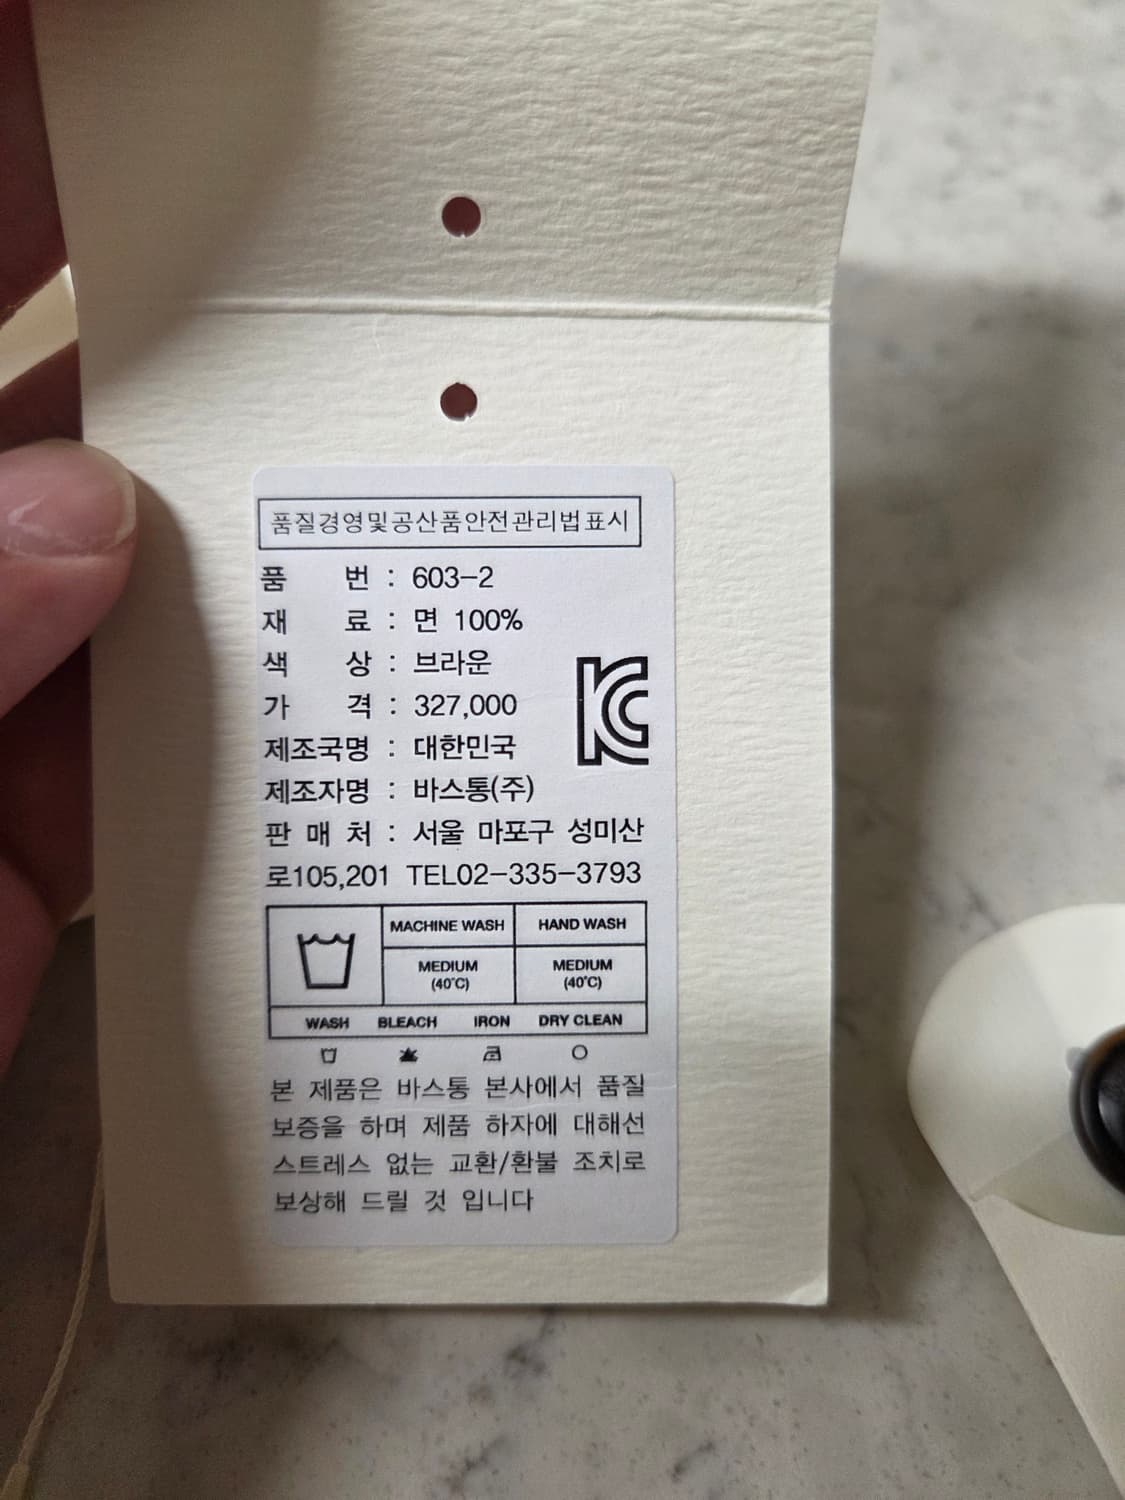 품질경영및공산품안전관리법표시
품 번 : 603-2
재 료 : 면 100%
색 상 : 브라운
가 격 : 327,000
KC
제조국명 : 대한민국
제조자명 : 바스통(주)
판 매 처 : 서울 마포구 성미산
로105,201 TEL02-335-3793
MACHINE WASH HAND WASH
MEDIUM (40℃) MEDIUM (40℃)
WASH BLEACH IRON DRY CLEAN
본 제품은 바스통 본사에서 품질
보증을 하며 제품 하자에 대해선
스트레스 없는 교환/환불 조치로
보상해 드릴 것 입니다